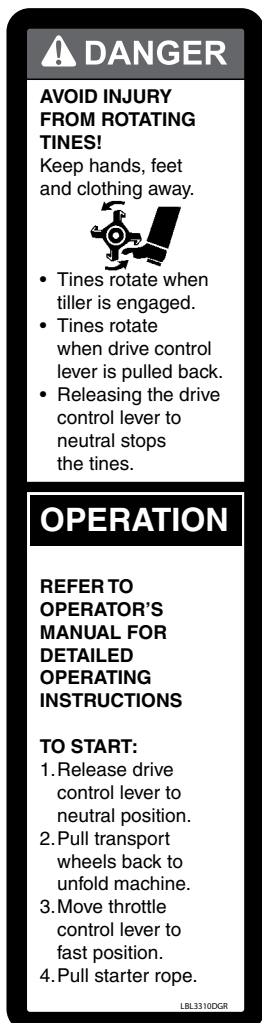 DANGER
AVOID INJURY
FROM ROTATING
TINES!
Keep hands, feet
and clothing away.
• Tines rotate when
tiller is engaged.
• Tines rotate
when drive control
lever is pulled back.
• Releasing the drive
control lever to
neutral stops
the tines.
OPERATION
REFER TO
OPERATOR'S
MANUAL FOR
DETAILED
OPERATING
INSTRUCTIONS
TO START:
1.Release drive
control lever to
neutral position.
2.Pull transport
wheels back to
unfold machine.
3.Move throttle
control lever to
fast position.
4.Pull starter rope.
LBL3310DGR